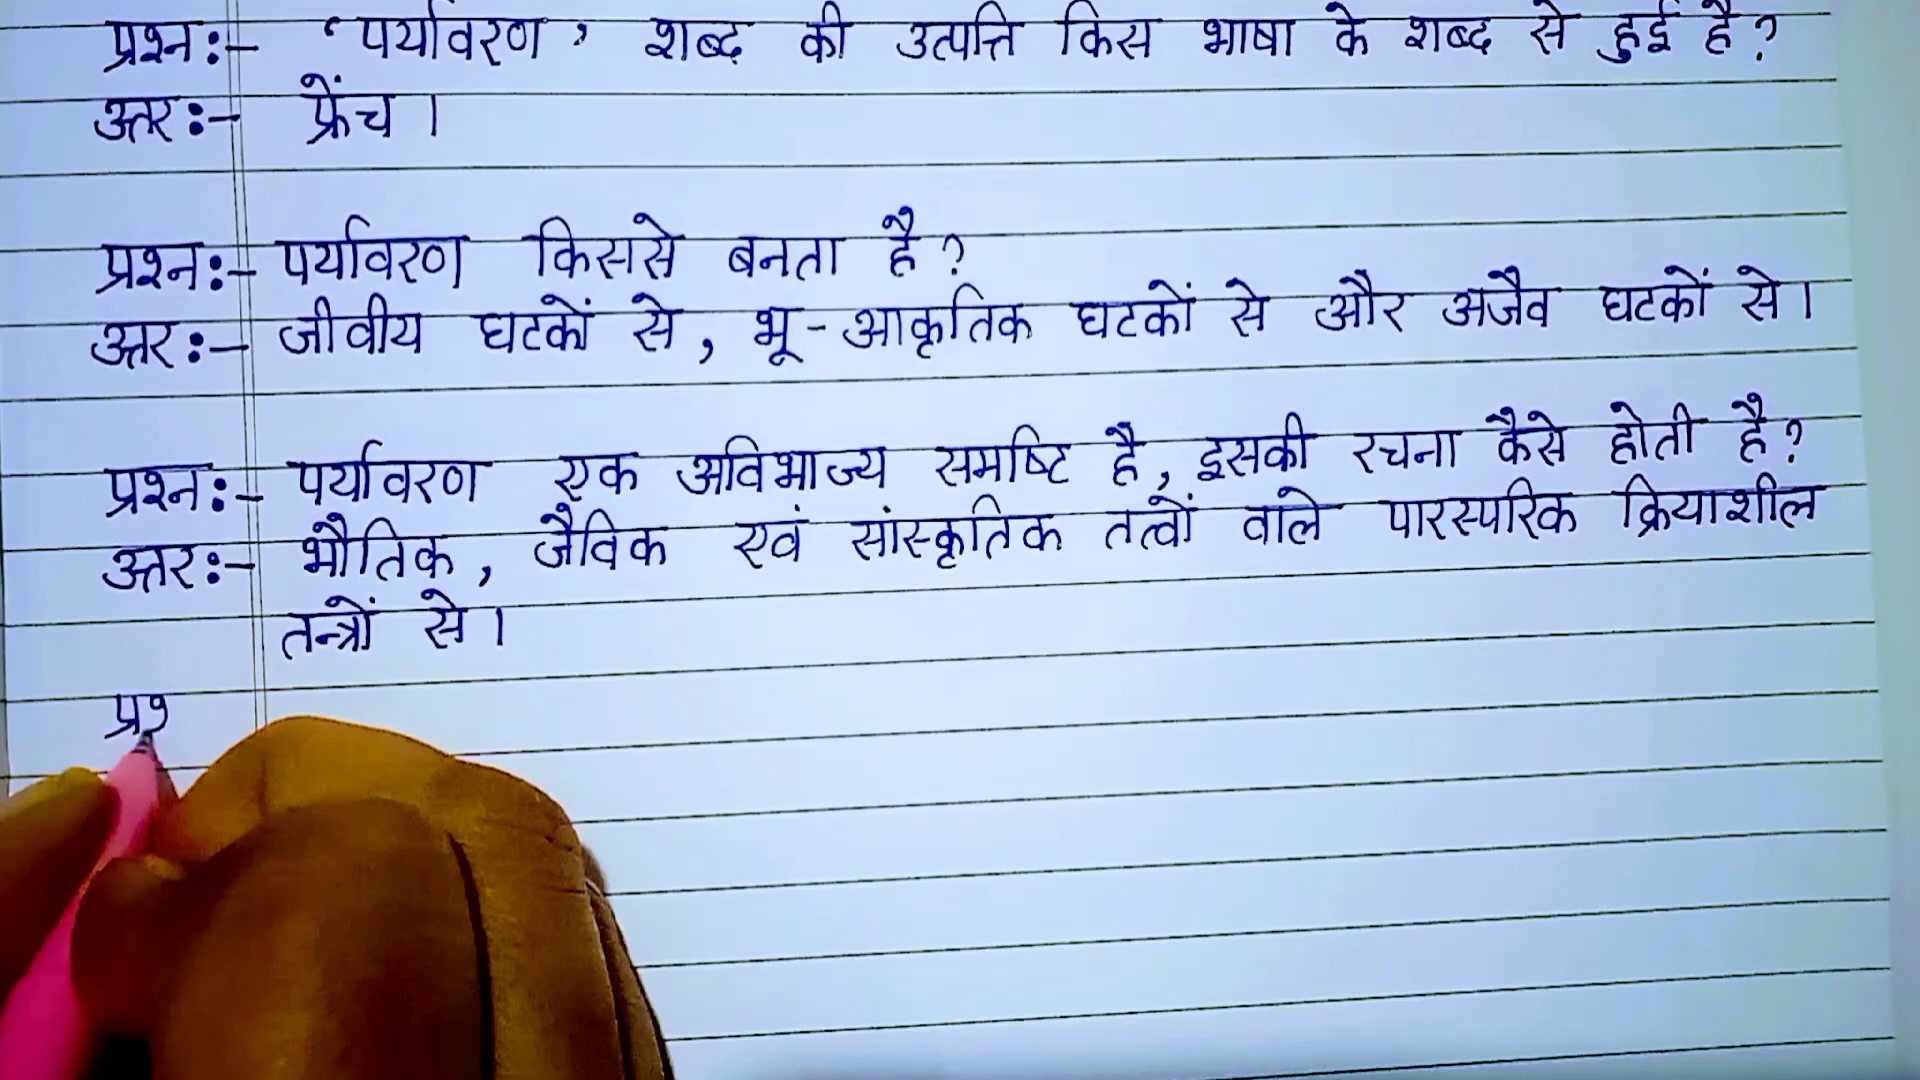 प्रश्न:- ‘पर्यावरण’ शब्द की उत्पत्ति किस भाषा के शब्द से हुई है?
उत्तर:- फ्रेंच।
प्रश्न:- पर्यावरण किससे बनता है?
उत्तर:- जीवीय घटकों से, भू-आकृतिक घटकों से और अजैव घटकों से।
प्रश्न:- पर्यावरण एक अविभाज्य समष्टि है, इसकी रचना कैसे होती है?
उत्तर:- भौतिक, जैविक एवं सांस्कृतिक तत्वों वाले पारस्परिक क्रियाशील
तन्त्रों से।